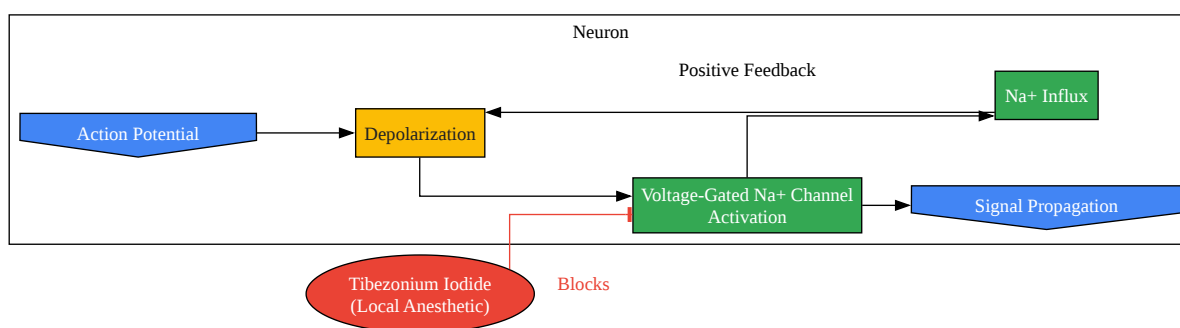 Neuron
Positive Feedback
Na+ Influx
Action Potential
Depolarization
Voltage-Gated Na+ Channel
Activation
Signal Propagation
Tibezonium Iodide
(Local Anesthetic)
Blocks